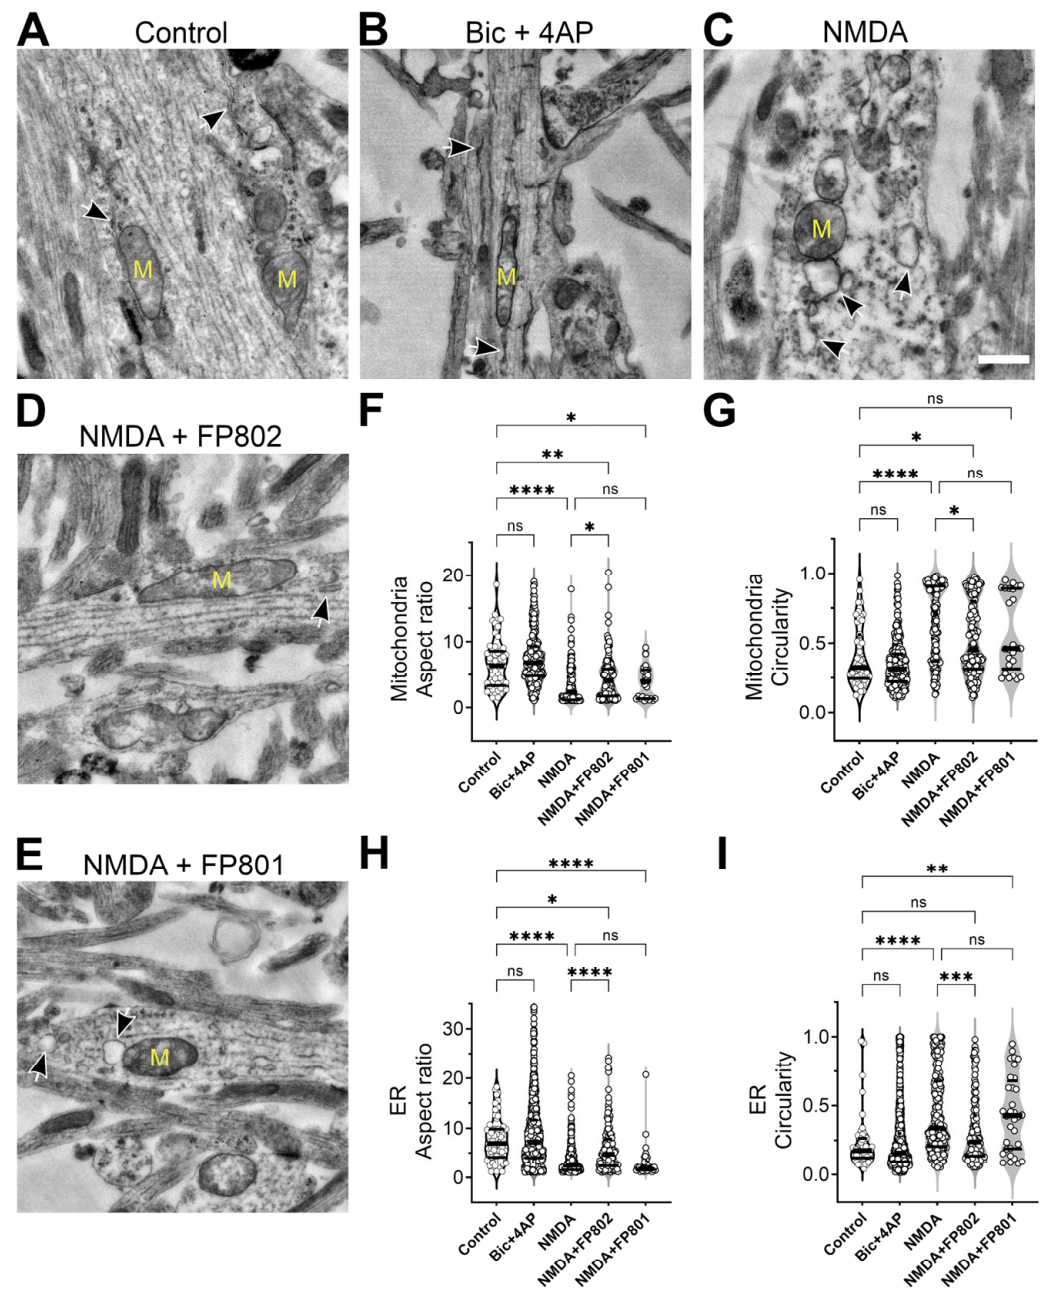 A
Control
M
M
B
Bic + 4AP
M
C
NMDA
M
D
NMDA + FP802
M
E
NMDA + FP801
M
F
*
**
**** ns
ns *
Mitochondria
Aspect ratio
20
10
0
Control
Bic+4AP
NMDA
NMDA+FP802
NMDA+FP801
G
ns
*
**** ns
ns *
Mitochondria
Circularity
1.0
0.5
0.0
Control
Bic+4AP
NMDA
NMDA+FP802
NMDA+FP801
H
****
*
**** ns
ns ****
ER
Aspect ratio
30
20
10
0
Control
Bic+4AP
NMDA
NMDA+FP802
NMDA+FP801
I
**
ns
**** ns
ns ***
ER
Circularity
1.0
0.5
0.0
Control
Bic+4AP
NMDA
NMDA+FP802
NMDA+FP801